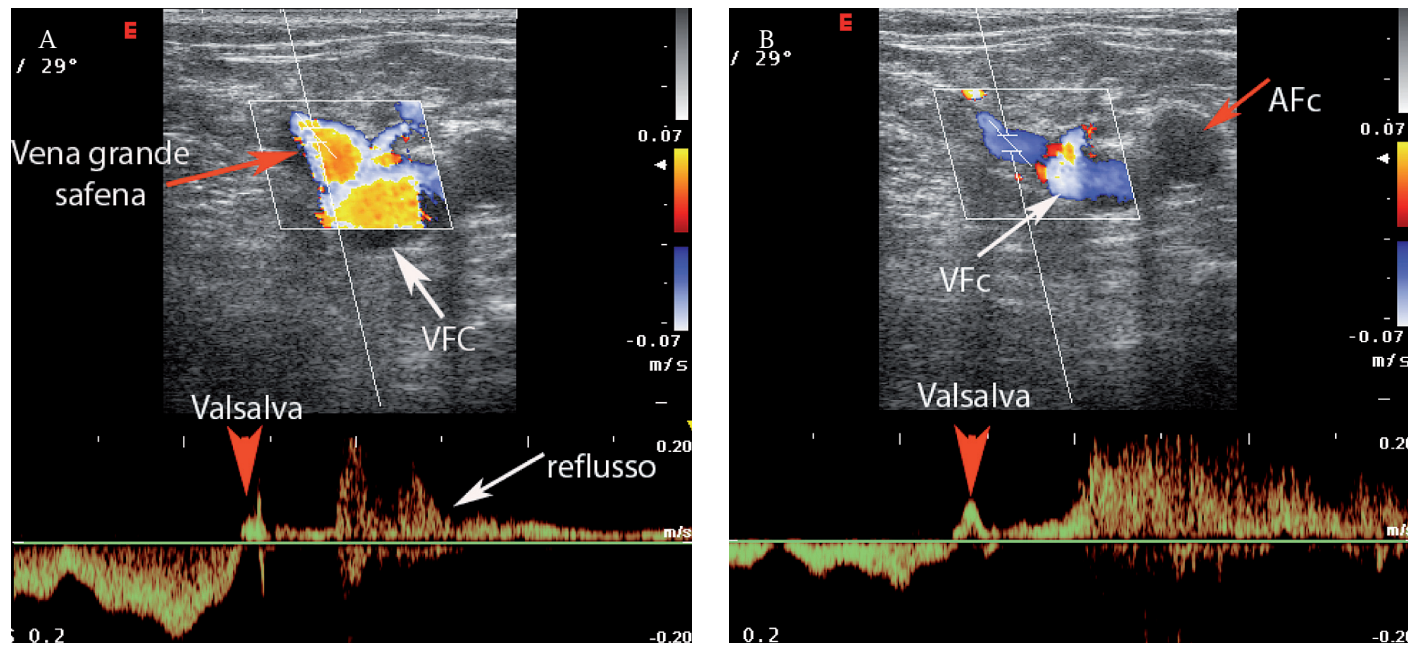 A
E
/ 29°
Vena grande
safena
0.07
-0.07
m/s
VFC
Valsalva
reflusso
0.20
m/s
S 0.2
-0.20
B
E
/ 29°
AFc
0.07
-0.07
m/s
VFc
Valsalva
0.20
m/s
0.2
-0.20